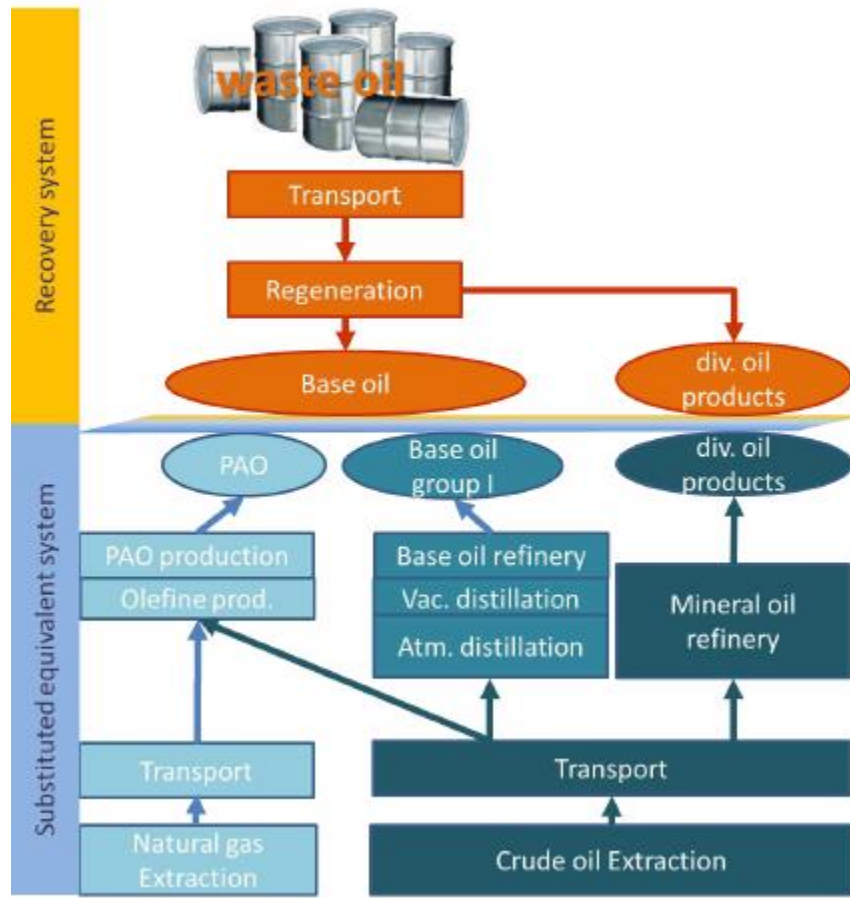 Recovery system
waste oil
Transport
Regeneration
Base oil
div. oil
products
Substituted equivalent system
PAO
Base oil
group I
div. oil
products
PAO production
Olefine prod.
Base oil refinery
Vac. distillation
Atm. distillation
Mineral oil
refinery
Transport
Transport
Natural gas
Extraction
Crude oil Extraction